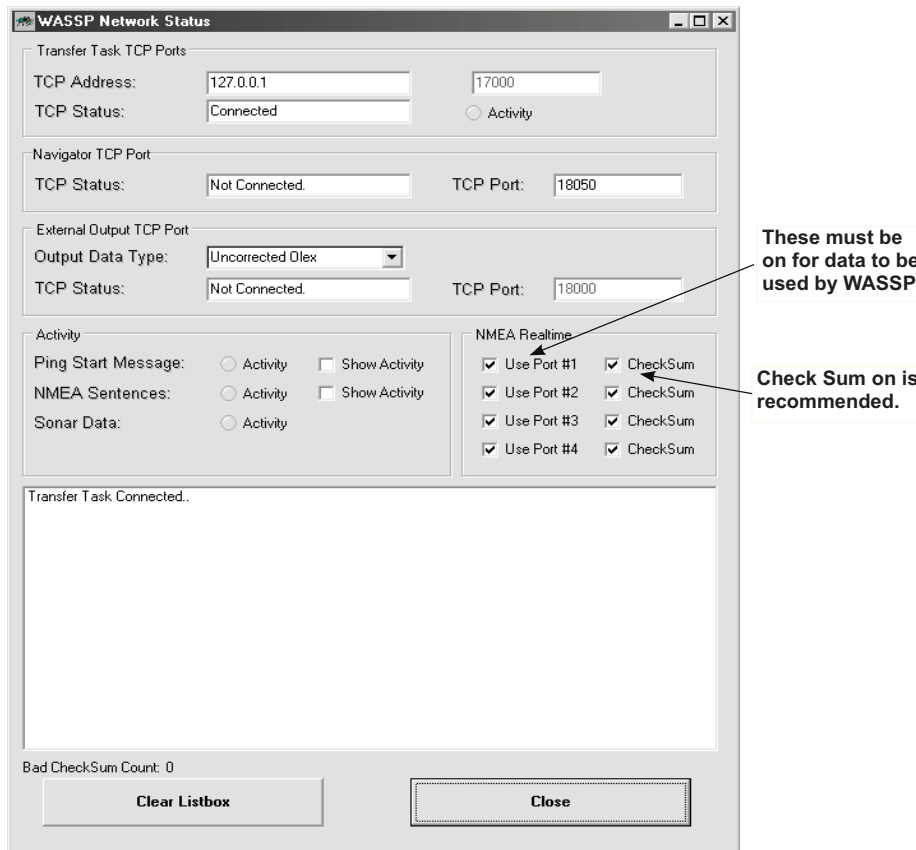 WASSP Network Status
Transfer Task TCP Ports
TCP Address: 127.0.0.1 17000
TCP Status: Connected Activity
Navigator TCP Port
TCP Status: Not Connected. TCP Port: 18050
External Output TCP Port
Output Data Type: Uncorrected Olex
TCP Status: Not Connected. TCP Port: 18000
These must be
on for data to be
used by WASSP
Activity
Ping Start Message: Activity Show Activity
NMEA Sentences: Activity Show Activity
Sonar Data: Activity
NMEA Realtime
Use Port #1 CheckSum
Use Port #2 CheckSum
Use Port #3 CheckSum
Use Port #4 CheckSum
Check Sum on is
recommended.
Transfer Task Connected..
Bad CheckSum Count: 0
Clear Listbox
Close